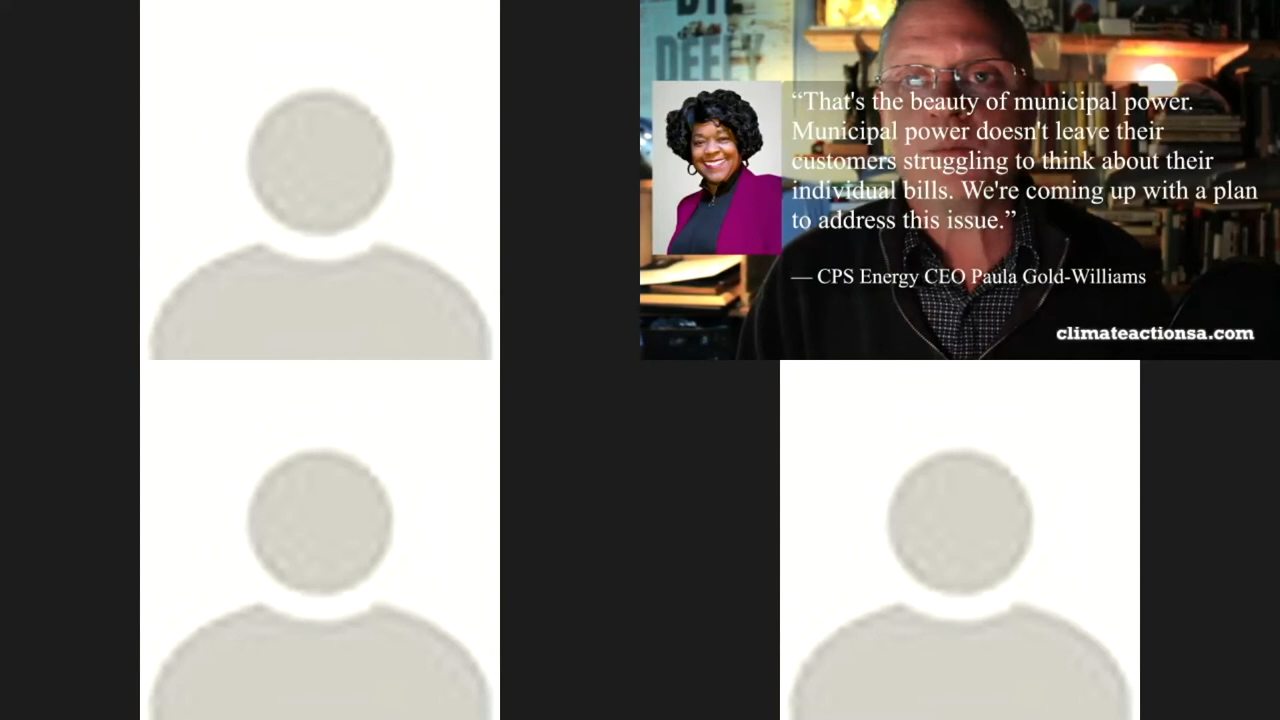 DEFEY
“That's the beauty of municipal power.
Municipal power doesn't leave their
customers struggling to think about their
individual bills. We're coming up with a plan
to address this issue.”
— CPS Energy CEO Paula Gold-Williams
climateactionsa.com